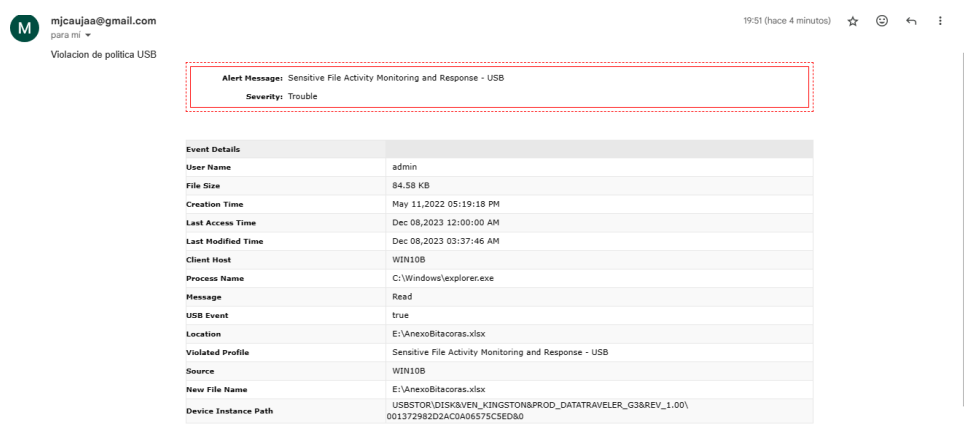 M
mjcaujaa@gmail.com
19:51 (hace 4 minutos)
para mí
Violacion de politica USB
Alert Message: Sensitive File Activity Monitoring and Response - USB
Severity: Trouble
Event Details
User Name admin
File Size 84.58 KB
Creation Time May 11,2022 05:19:18 PM
Last Access Time Dec 08,2023 12:00:00 AM
Last Modified Time Dec 08,2023 03:37:46 AM
Client Host WIN10B
Process Name C:\Windows\explorer.exe
Message Read
USB Event true
Location E:\AnexoBitacoras.xlsx
Violated Profile Sensitive File Activity Monitoring and Response - USB
Source WIN10B
New File Name E:\AnexoBitacoras.xlsx
Device Instance Path USBSTOR\DISK&VEN_KINGSTON&PROD_DATATRAVELER_G3&REV_1.00\
001372982D2AC0A06575C5ED&0